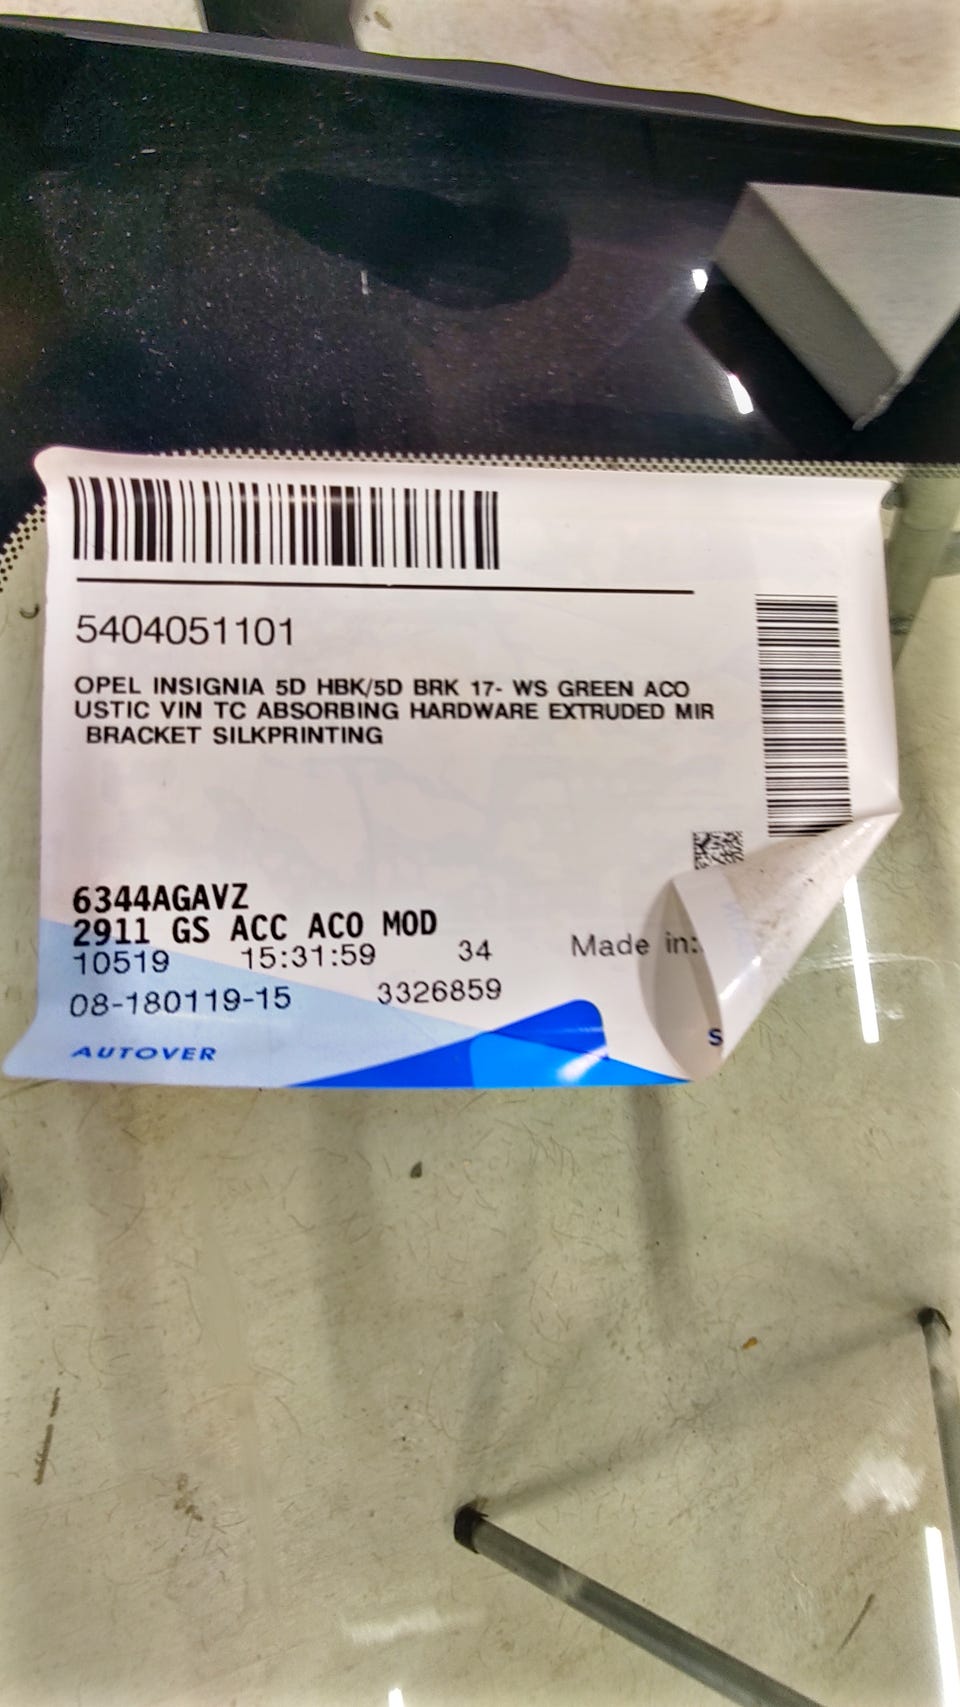 5404051101
OPEL INSIGNIA 5D HBK/5D BRK 17- WS GREEN ACO
USTIC VIN TC ABSORBING HARDWARE EXTRUDED MIR
BRACKET SILKPRINTING
6344AGAVZ
2911 GS ACC ACO MOD
10519 15:31:59 34 Made in:
08-180119-15 3326859
S
AUTOVER